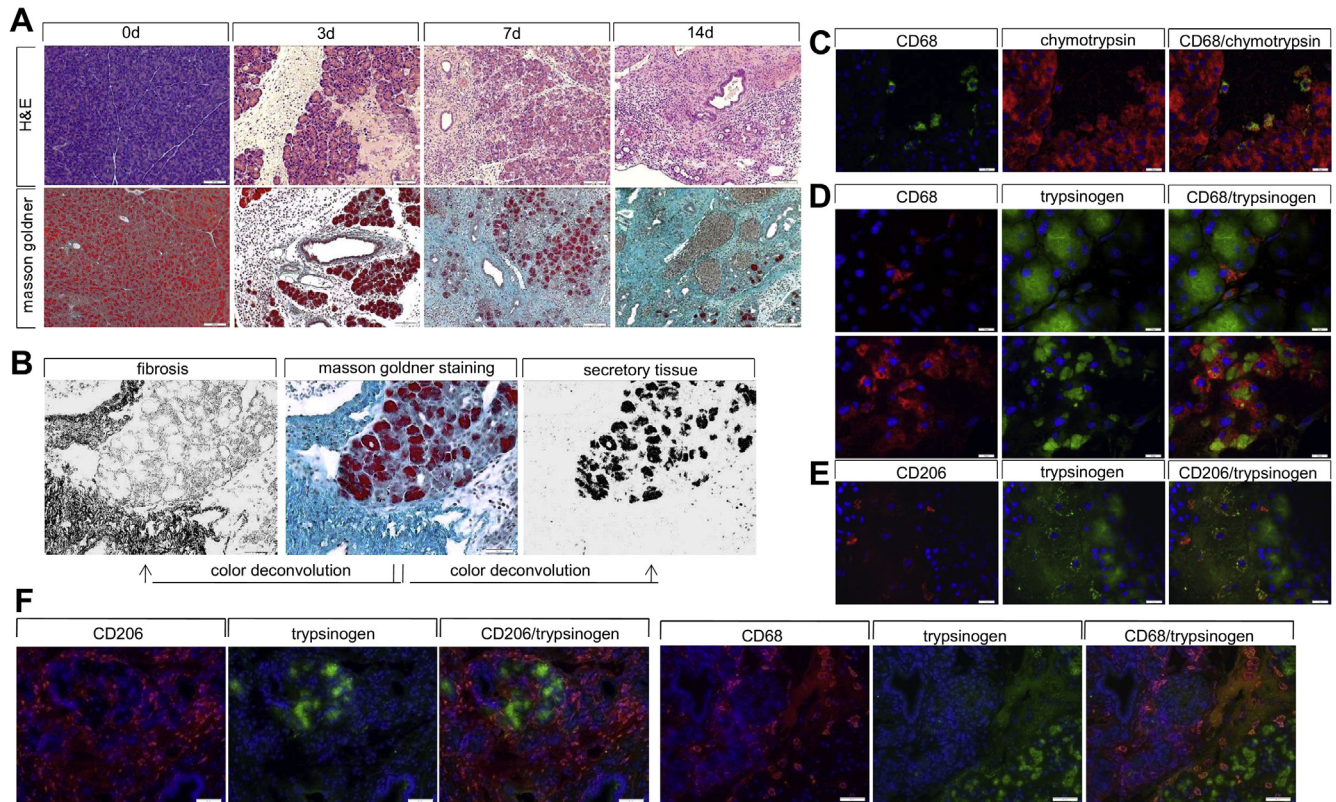 A
0d 3d 7d 14d
H&E
masson goldner
B
fibrosis masson goldner staining secretory tissue
color deconvolution color deconvolution
C
CD68 chymotrypsin CD68/chymotrypsin
D
CD68 trypsinogen CD68/trypsinogen
E
CD206 trypsinogen CD206/trypsinogen
F
CD206 trypsinogen CD206/trypsinogen CD68 trypsinogen CD68/trypsinogen